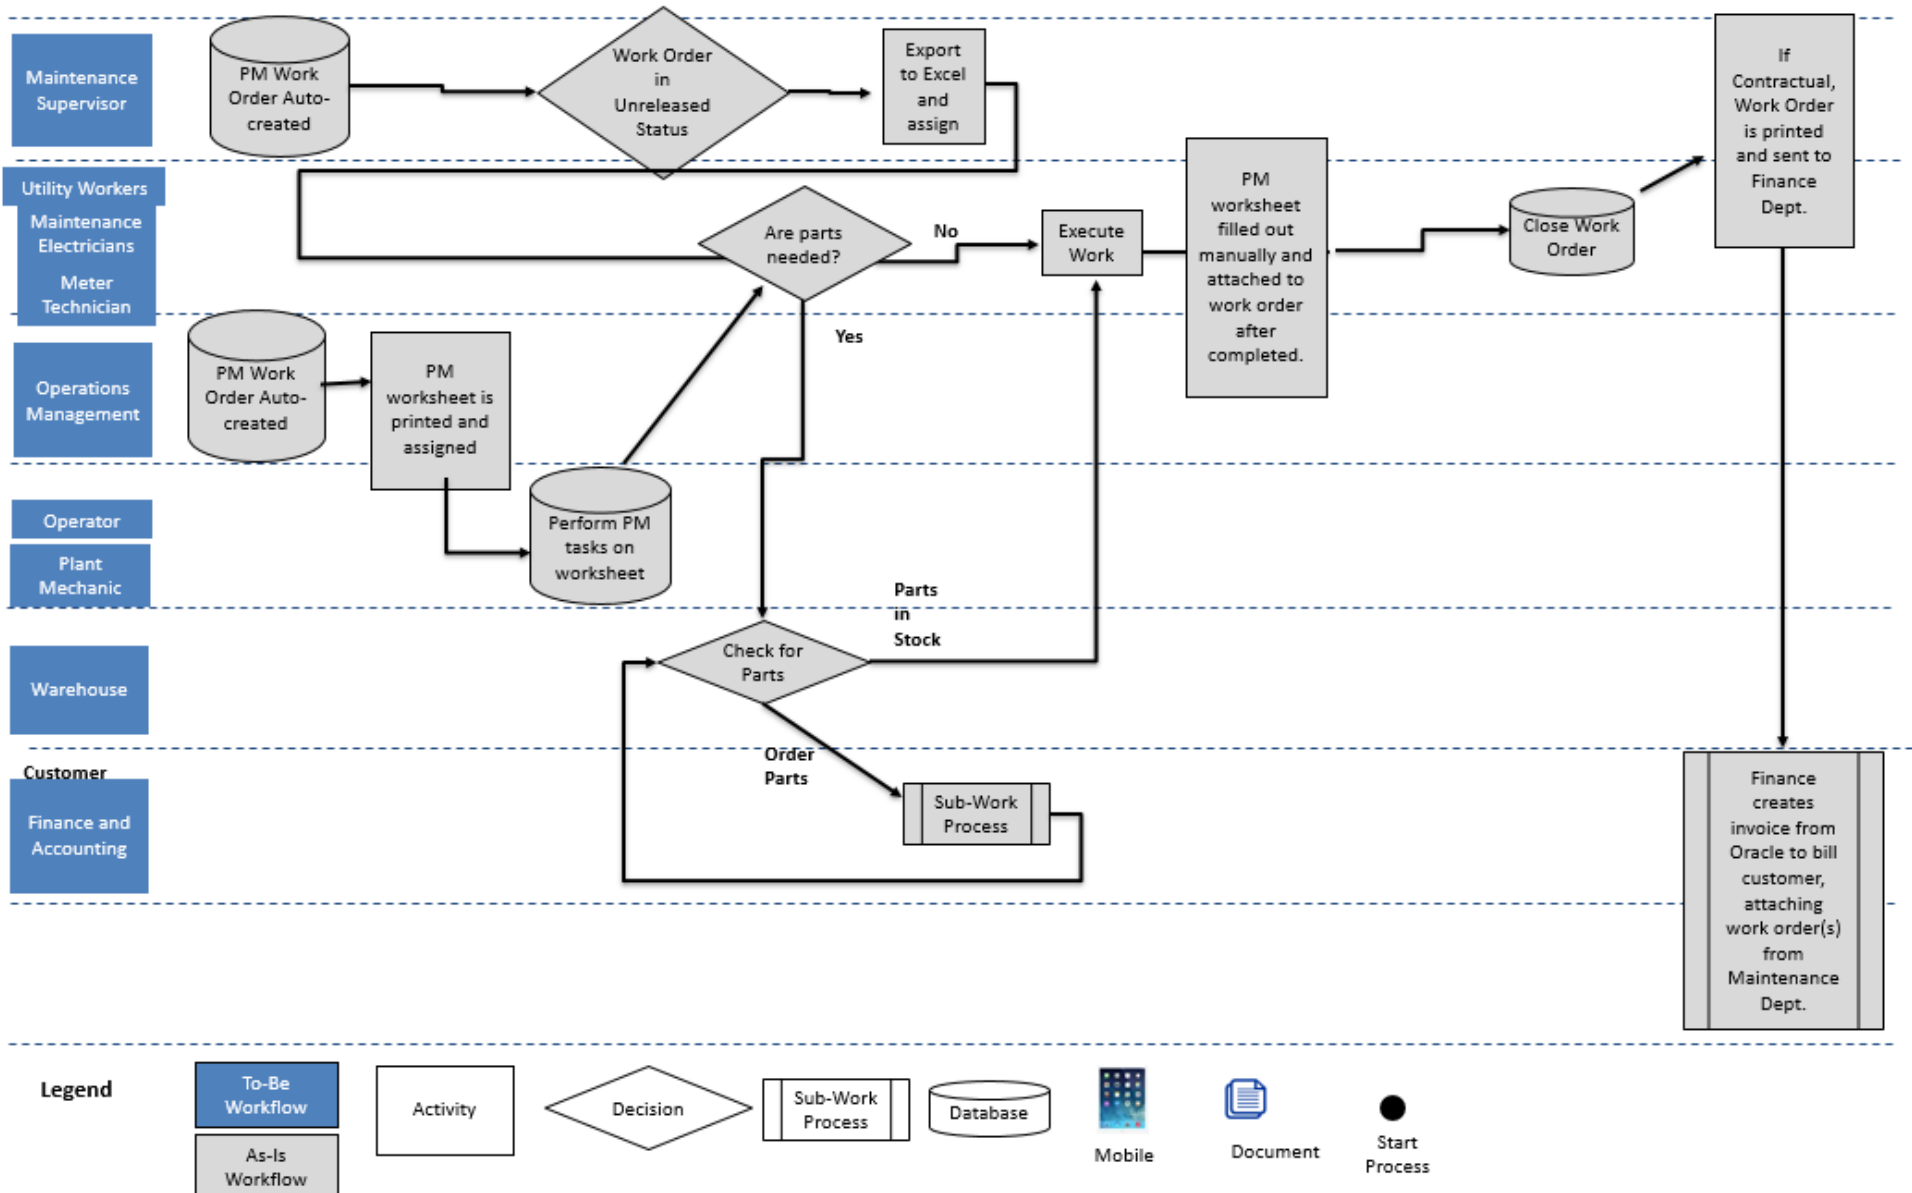 Maintenance
Supervisor
PM Work
Order Auto-
created
Work Order
in
Unreleased
Status
Export
to Excel
and
assign
If
Contractual,
Work Order
is printed
and sent to
Finance
Dept.
Utility Workers
Maintenance
Electricians
Meter
Technician
Are parts
needed?
No
Yes
Execute
Work
PM
worksheet
filled out
manually and
attached to
work order
after
completed.
Close Work
Order
Operations
Management
PM Work
Order Auto-
created
PM
worksheet is
printed and
assigned
Operator
Plant
Mechanic
Perform PM
tasks on
worksheet
Parts
in
Stock
Warehouse
Check for
Parts
Order
Parts
Customer
Finance and
Accounting
Sub-Work
Process
Finance
creates
invoice from
Oracle to bill
customer,
attaching
work order(s)
from
Maintenance
Dept.
Legend
To-Be
Workflow
As-Is
Workflow
Activity
Decision
Sub-Work
Process
Database
Mobile
Document
Start
Process